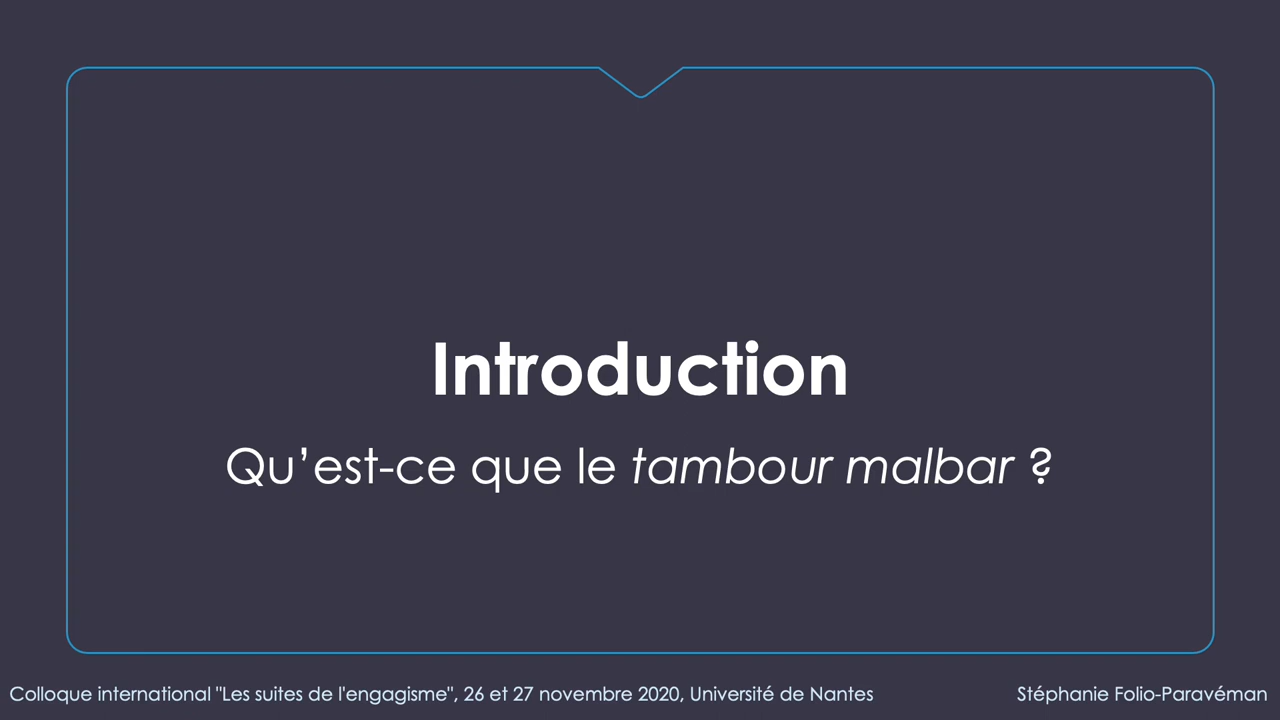 Introduction
Qu’est-ce que le tambour malbar ?
Colloque international "Les suites de l'engagisme", 26 et 27 novembre 2020, Université de Nantes
Stéphanie Folio-Paravéman